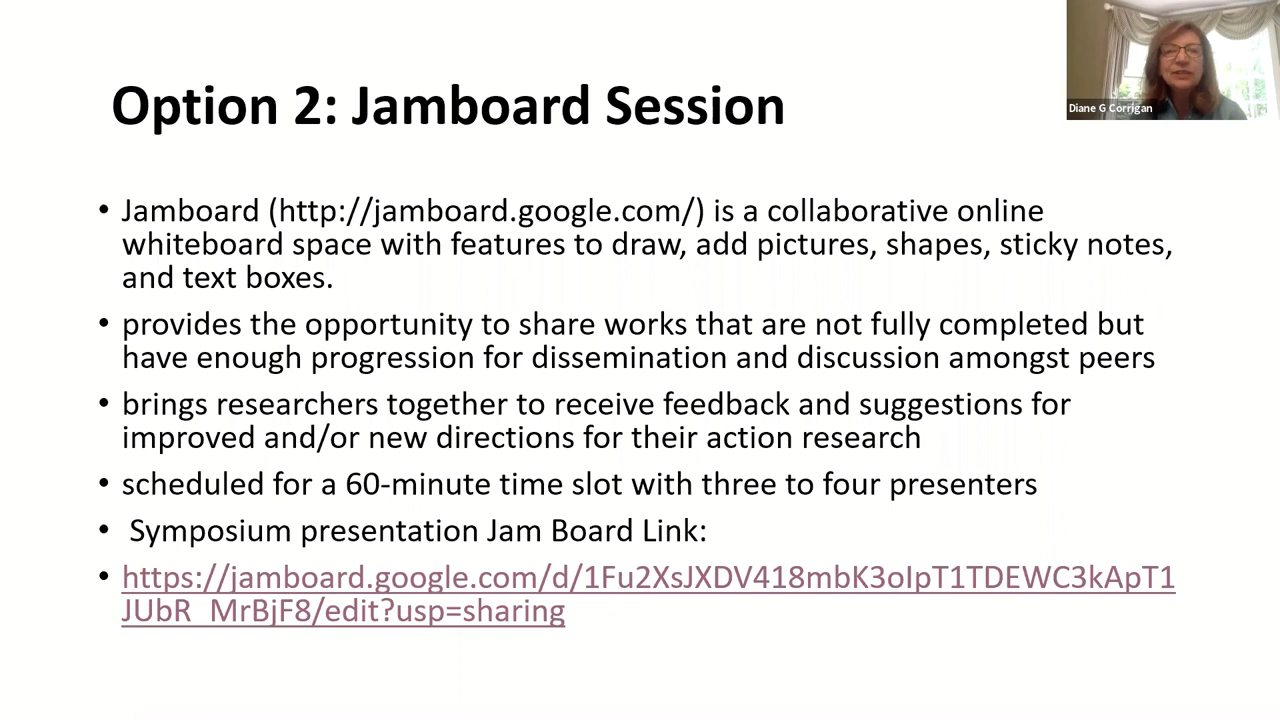 Option 2: Jamboard Session
Diane G Corrigan
• Jamboard (http://jamboard.google.com/) is a collaborative online
whiteboard space with features to draw, add pictures, shapes, sticky notes,
and text boxes.
• provides the opportunity to share works that are not fully completed but
have enough progression for dissemination and discussion amongst peers
• brings researchers together to receive feedback and suggestions for
improved and/or new directions for their action research
• scheduled for a 60-minute time slot with three to four presenters
• Symposium presentation Jam Board Link:
• https://jamboard.google.com/d/1Fu2XsJXDV418mbK3oIpT1TDEWC3kApT1
JUbR_MrBjF8/edit?usp=sharing